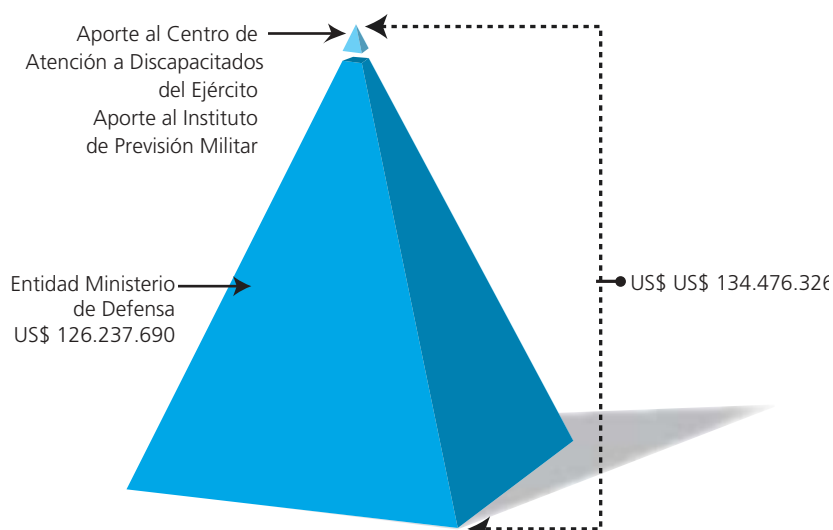 Aporte al Centro de
Atención a Discapacitados
del Ejército
Aporte al Instituto
de Previsión Militar
Entidad Ministerio
de Defensa
US$ 126.237.690
US$ US$ 134.476.326